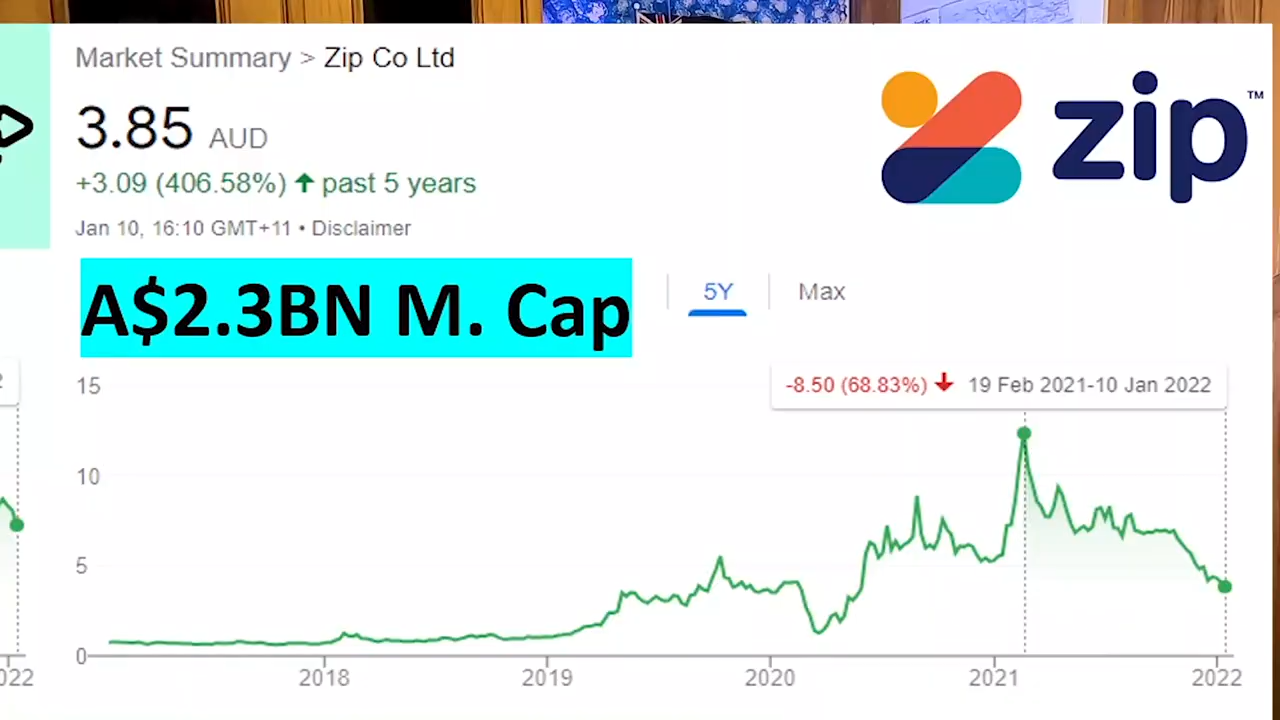 Market Summary > Zip Co Ltd
3.85 AUD
+3.09 (406.58%) ↑ past 5 years
Jan 10, 16:10 GMT+11 • Disclaimer
zip™
A$2.3BN M. Cap
5Y
Max
-8.50 (68.83%) ↓ 19 Feb 2021-10 Jan 2022
15
10
5
0
2018 2019 2020 2021 2022